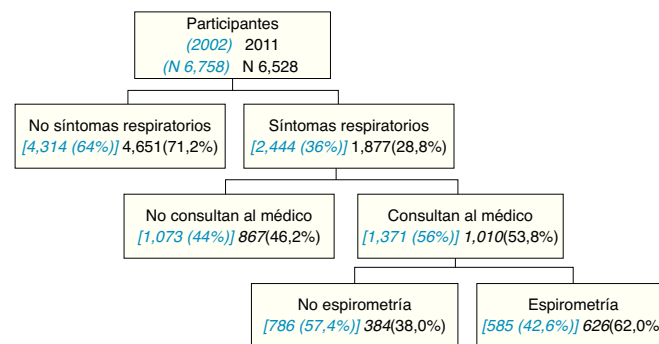 Participantes
(2002) 2011
(N 6,758) N 6,528
No síntomas respiratorios
[4,314 (64%)] 4,651(71,2%)
Síntomas respiratorios
[2,444 (36%)] 1,877(28,8%)
No consultan al médico
[1,073 (44%)] 867(46,2%)
Consultan al médico
[1,371 (56%)] 1,010(53,8%)
No espirometría
[786 (57,4%)] 384(38,0%)
Espirometría
[585 (42,6%)] 626(62,0%)